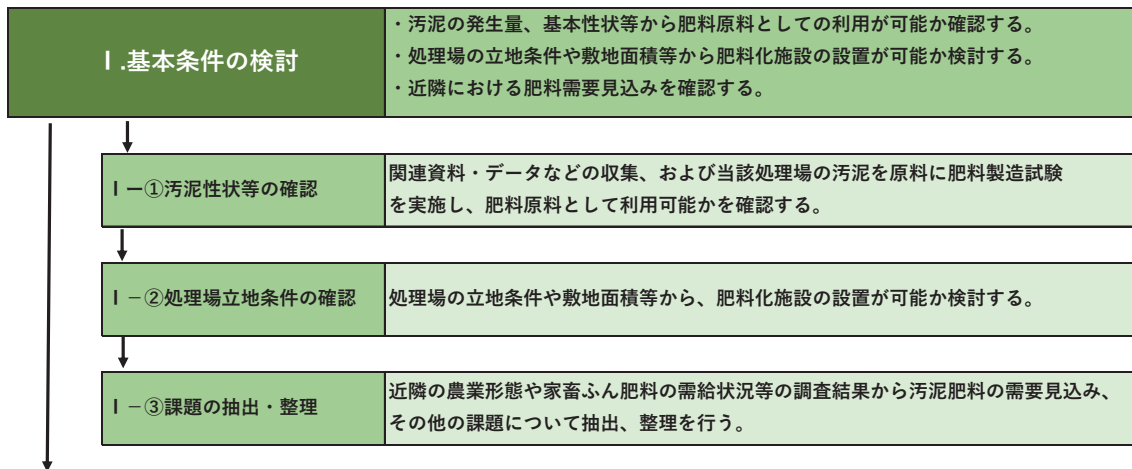 Ⅰ.基本条件の検討
・汚泥の発生量、基本性状等から肥料原料としての利用が可能か確認する。
・処理場の立地条件や敷地面積等から肥料化施設の設置が可能か検討する。
・近隣における肥料需要見込みを確認する。
Ⅰー①汚泥性状等の確認
関連資料・データなどの収集、および当該処理場の汚泥を原料に肥料製造試験
を実施し、肥料原料として利用可能かを確認する。
Ⅰ－②処理場立地条件の確認
処理場の立地条件や敷地面積等から、肥料化施設の設置が可能か検討する。
Ⅰ－③課題の抽出・整理
近隣の農業形態や家畜ふん肥料の需給状況等の調査結果から汚泥肥料の需要見込み、
その他の課題について抽出、整理を行う。